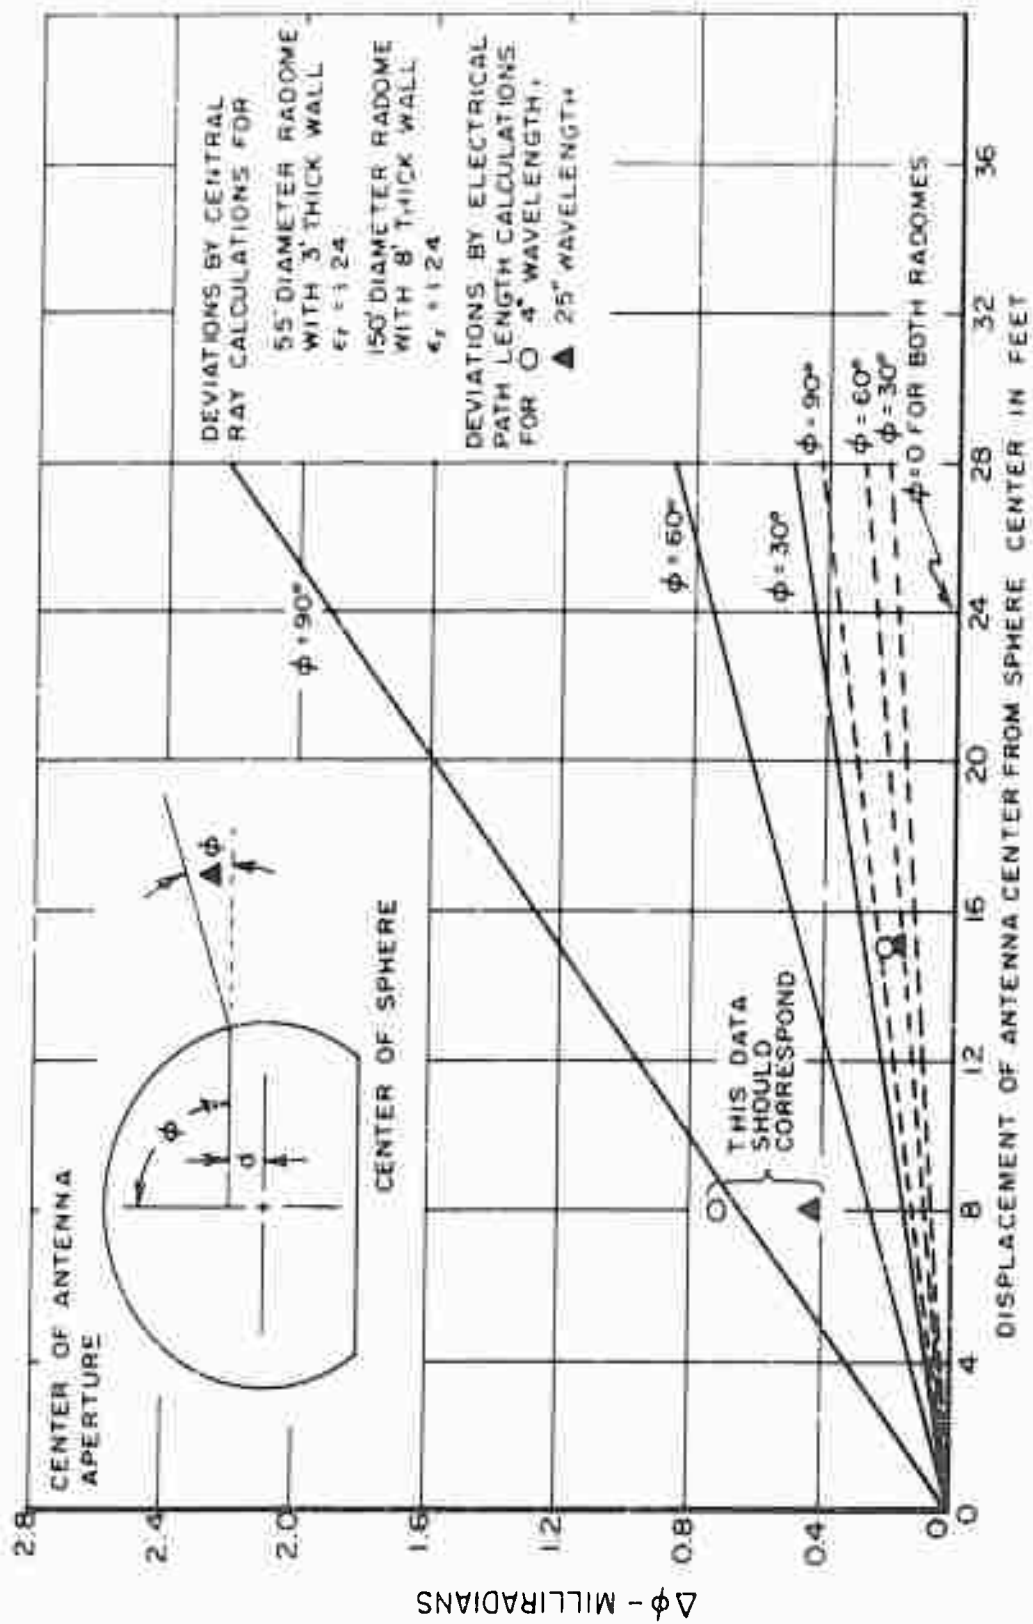 CENTER OF ANTENNA
APERTURE
ϕ
d
Δϕ
CENTER OF SPHERE
DEVIATIONS BY CENTRAL
RAY CALCULATIONS FOR
55' DIAMETER RADOME
WITH 3' THICK WALL
= 1.24
150' DIAMETER RADOME
WITH 8' THICK WALL
= 1.24
DEVIATIONS BY ELECTRICAL
PATH LENGTH CALCULATIONS
FOR O 4" WAVELENGTH,
▲ 25" WAVELENGTH
ϕ = 90°
ϕ = 60°
ϕ = 30°
ϕ = 90°
ϕ = 60°
ϕ = 30°
ϕ=0 FOR BOTH RADOMES
THIS DATA
SHOULD
CORRESPOND
2.8
2.4
2.0
1.6
1.2
0.8
0.4
0
Δϕ - MILLIRADIANS
0 4 8 12 16 20 24 28 32 36
DISPLACEMENT OF ANTENNA CENTER FROM SPHERE CENTER IN FEET